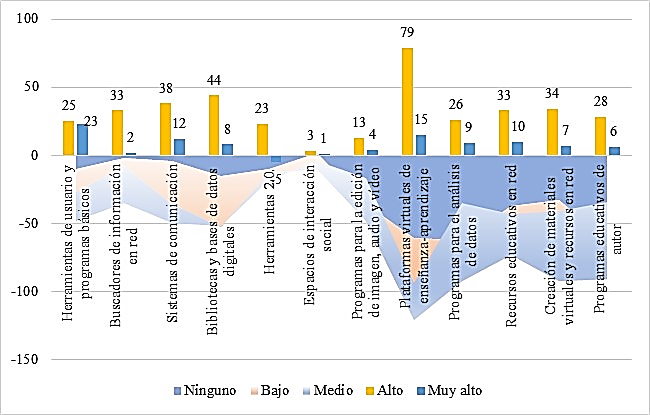 100
50
0
-50
-100
-150
25
23
33
2
38
12
44
8
23
-5
3
1
13
4
79
15
26
9
33
10
34
7
28
6
Herramientas de usuario y
programas básicos
Buscadores de información
en red
Sistemas de comunicación
Bibliotecas y bases de datos
digitales
Herramientas 2,0
Espacios de interacción
social
Programas para la edición
de imagen, audio y video
Plataformas virtuales de
enseñanza-aprendizaje
Programas para el análisis
de datos
Recursos educativos en red
Creación de materiales
virtuales y recursos en red
Programas educativos de
autor
Ninguno Bajo Medio Alto Muy alto